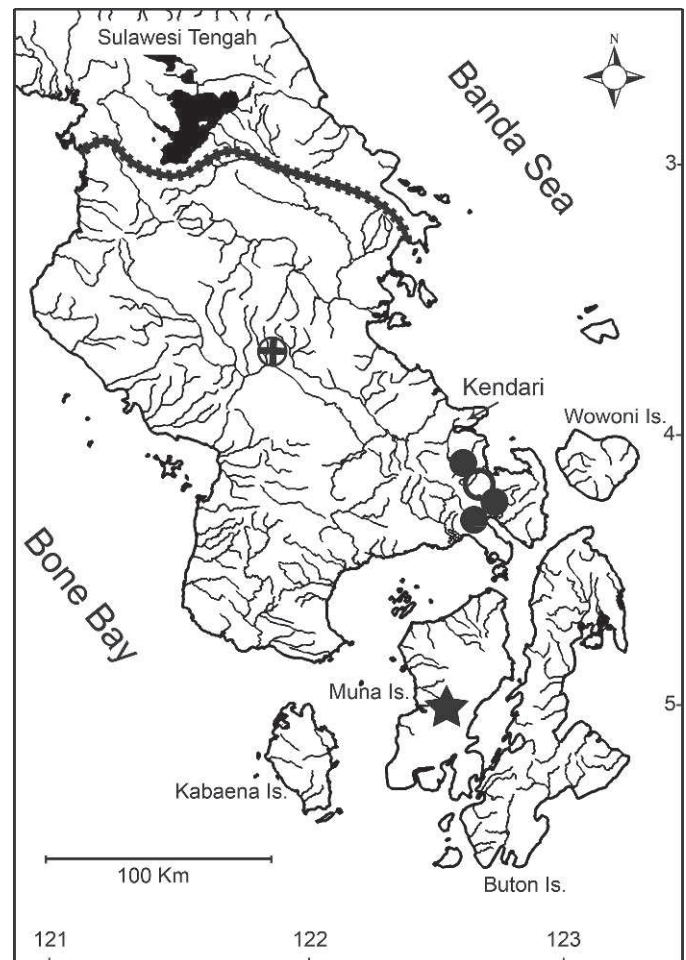 Sulawesi Tengah
N
Banda Sea
3
Kendari
Wowoni Is.
4
Bone Bay
Muna Is.
5
Kabaena Is.
100 Km
Buton Is.
121
122
123